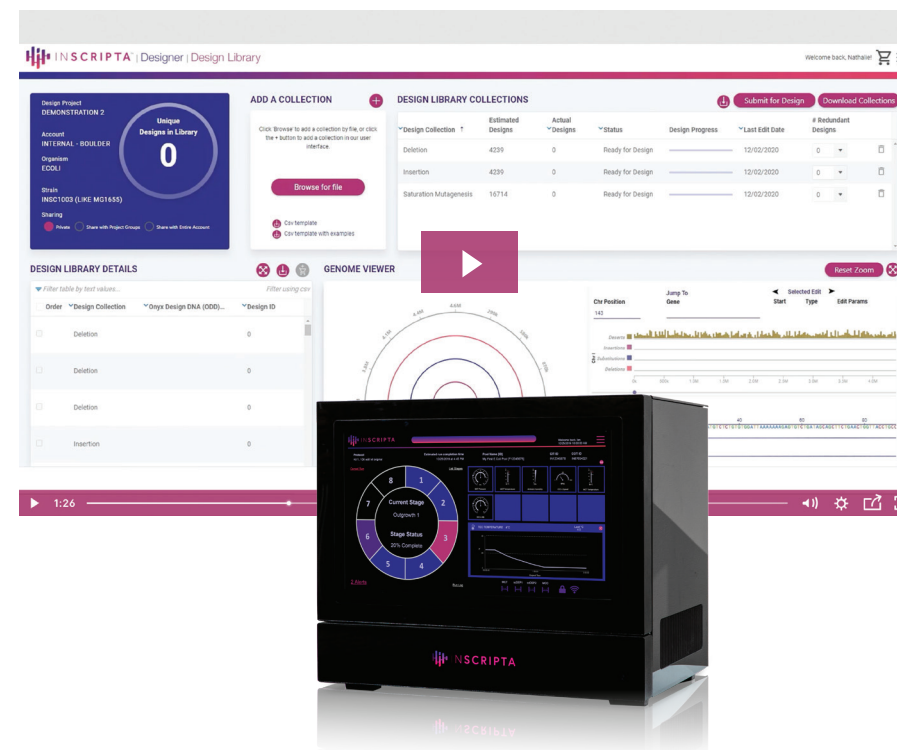 INSCRIPTA™ | Designer | Design Library
Welcome back, Nathalie!
Design Project
DEMONSTRATION 2
Account
INTERNAL - BOULDER
Organism
ECOLI
Strain
INSC1003 (LIKE MG1655)
Sharing
Private Share with Project Groups Share with Entire Account
Unique
Designs in Library
0
ADD A COLLECTION
Click 'Browse' to add a collection by file, or click
the + button to add a collection in our user
interface.
Browse for file
Csv template
Csv template with examples
DESIGN LIBRARY COLLECTIONS
Submit for Design Download Collections
Design Collection ↑ Estimated Designs Actual Designs Status Design Progress Last Edit Date # Redundant Designs
Deletion 4239 0 Ready for Design 12/02/2020 0
Insertion 4239 0 Ready for Design 12/02/2020 0
Saturation Mutagenesis 16714 0 Ready for Design 12/02/2020 0
DESIGN LIBRARY DETAILS
Filter table by text values... Filter using csv
Order Design Collection Onyx Design DNA (ODD)... Design ID
Deletion 0
Deletion 0
Deletion 0
Insertion 0
GENOME VIEWER
Reset Zoom
Chr Position Jump To Gene Selected Edit
Start Type Edit Params
143
4.6M
Deserts
Insertions
Substitutions
Deletions
Chr 1
1:26
INSCRIPTA
8 1 2 3 4 5 6 7
Current Stage
Outgrowth 1
Stage Status
20% Complete
INSCRIPTA